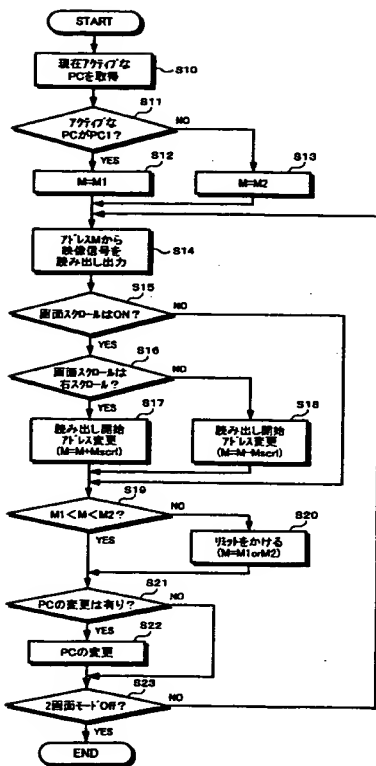 START
現在アクティブな
PCを取得
S10
アクティブな
PCがPC1?
S11
NO
YES
S12
M=M1
S13
M=M2
アドレスMから
映像信号を
読み出し出力
S14
S15
画面スクロールはON?
NO
YES
S16
画面スクロールは
右スクロール?
NO
YES
S17
読み出し開始
アドレス変更
(M=M+Mscrl)
S18
読み出し開始
アドレス変更
(M=M-Mscrl)
S19
M1<M<M2?
NO
YES
S20
リミットをかける
(M=M1orM2)
S21
PCの変更は有り?
NO
YES
S22
PCの変更
S23
2画面モードOff?
NO
YES
END